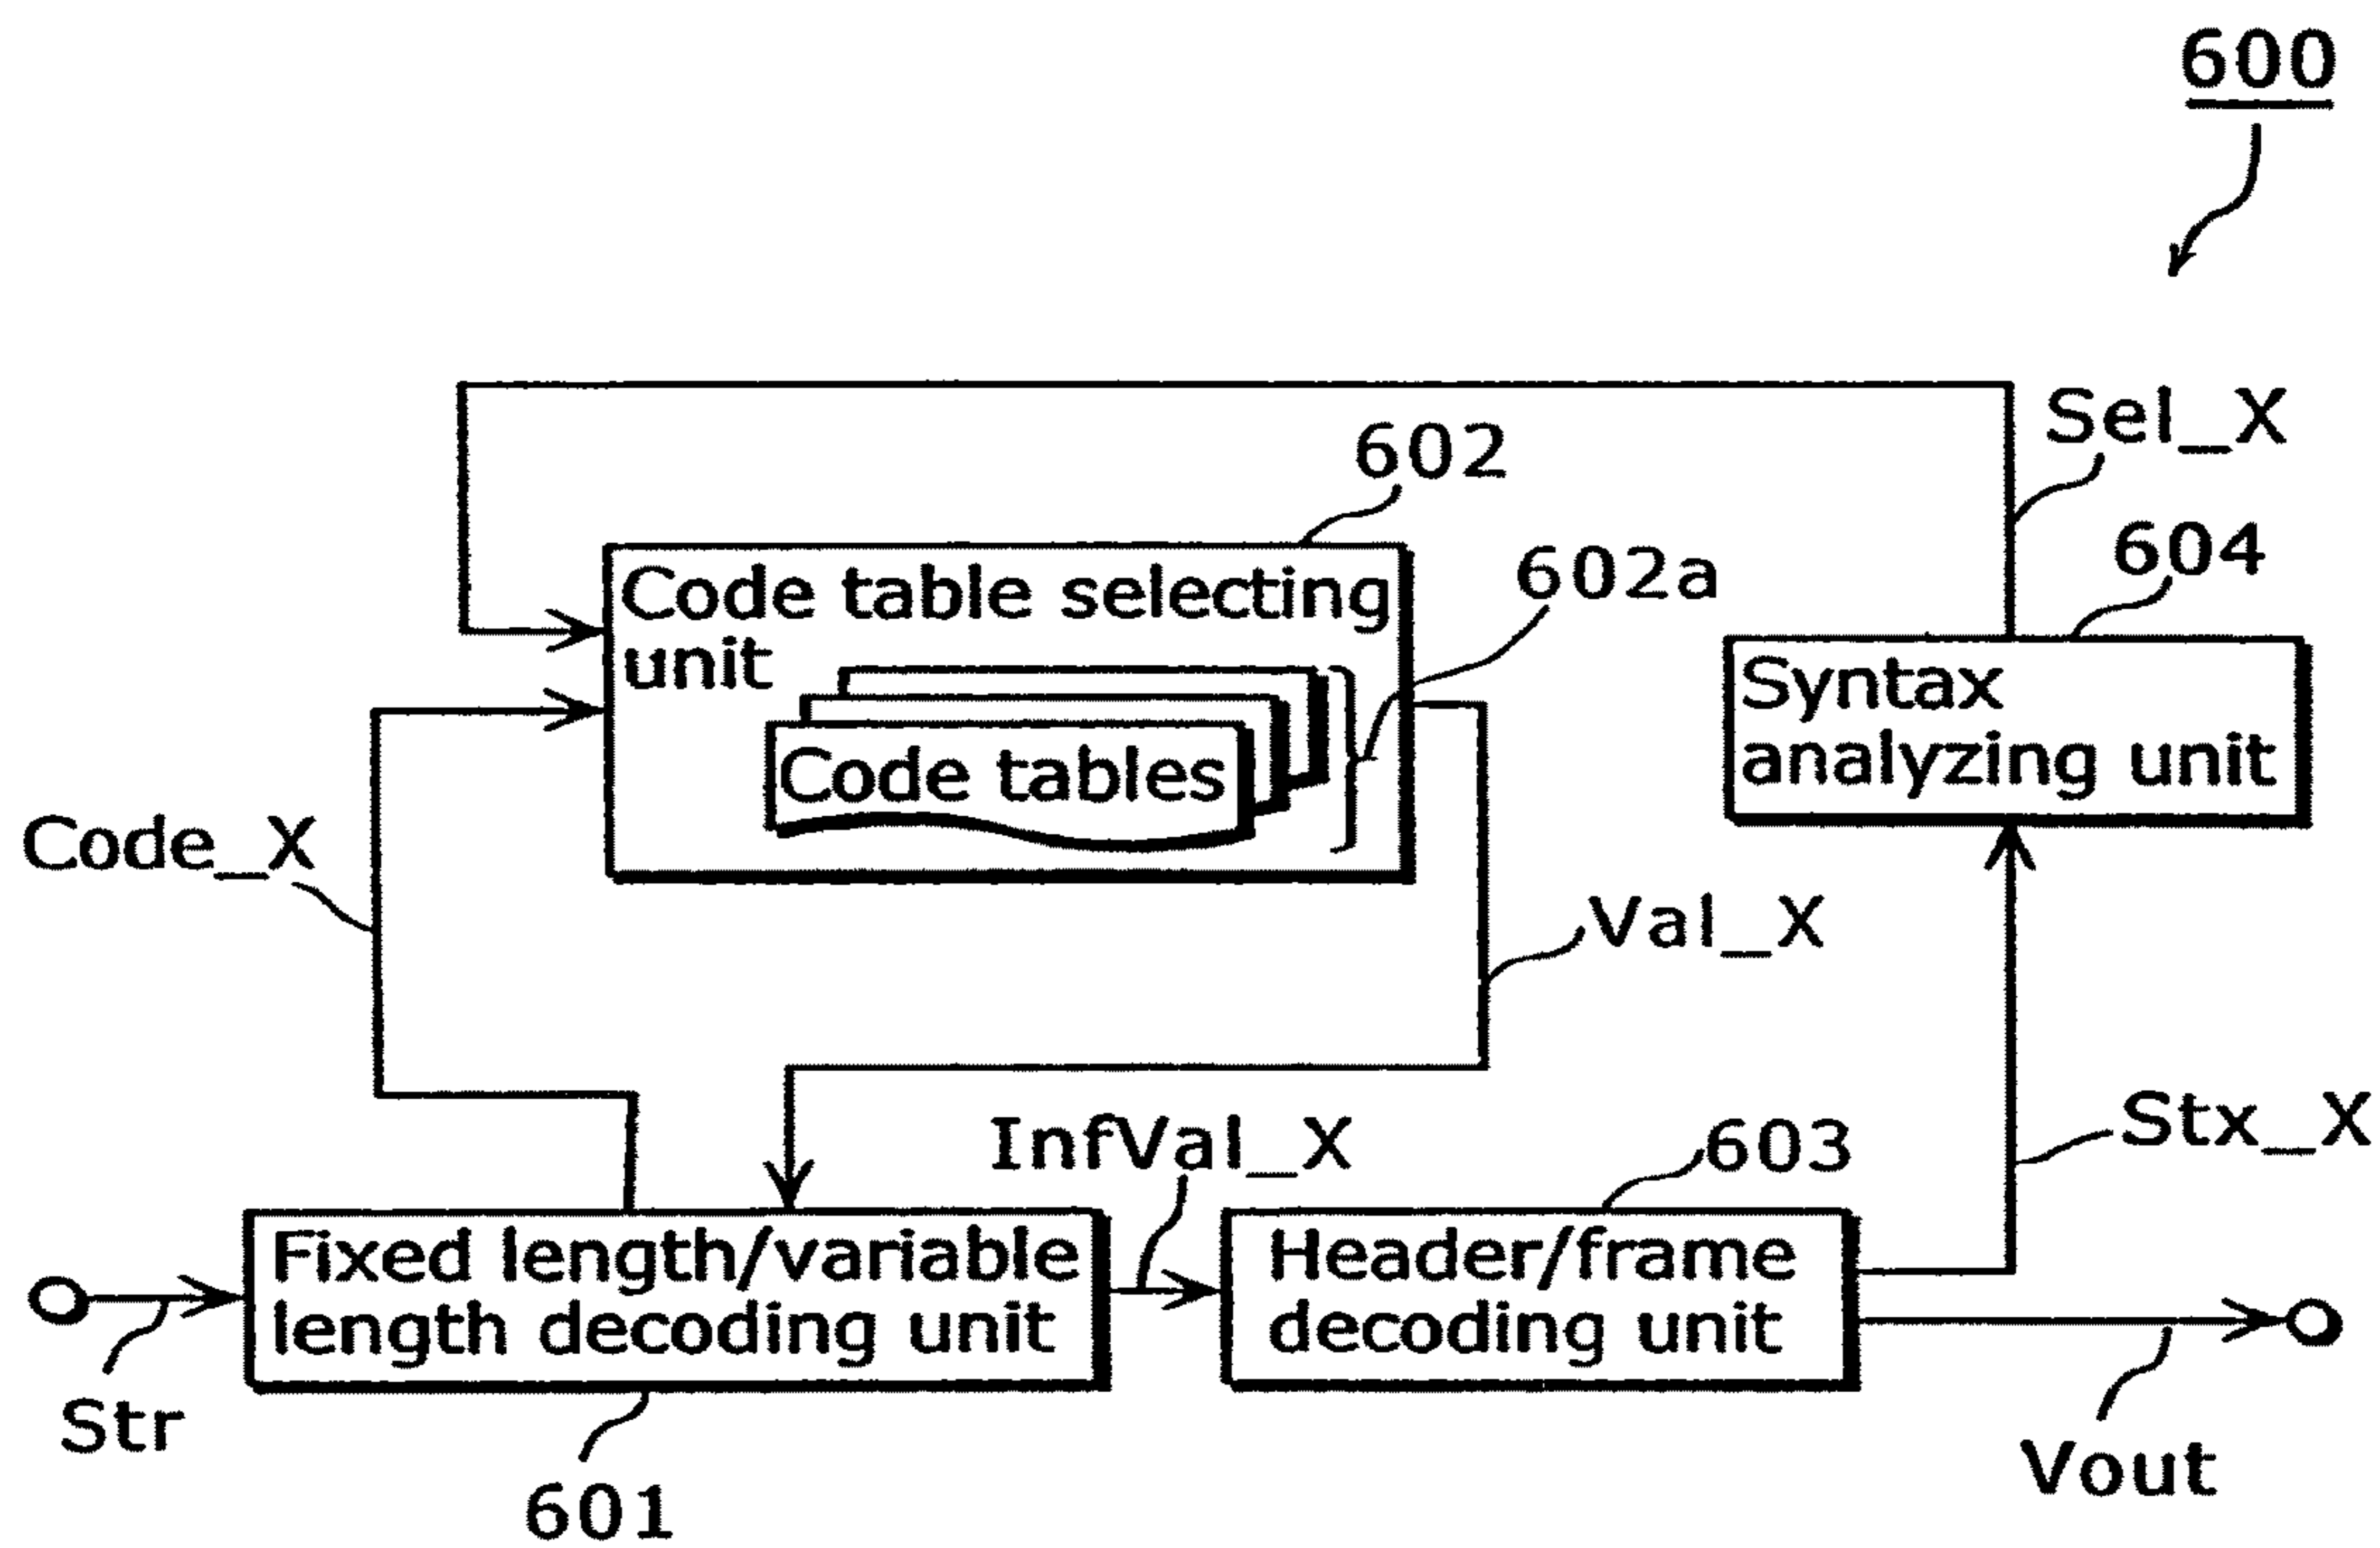 600
Sel_X
602
602a
604
Code table selecting
unit
Code tables
Syntax
analyzing unit
Code_X
Val_X
InfVal_X
603
Stx_X
Fixed length/variable
length decoding unit
Header/frame
decoding unit
Str
601
Vout